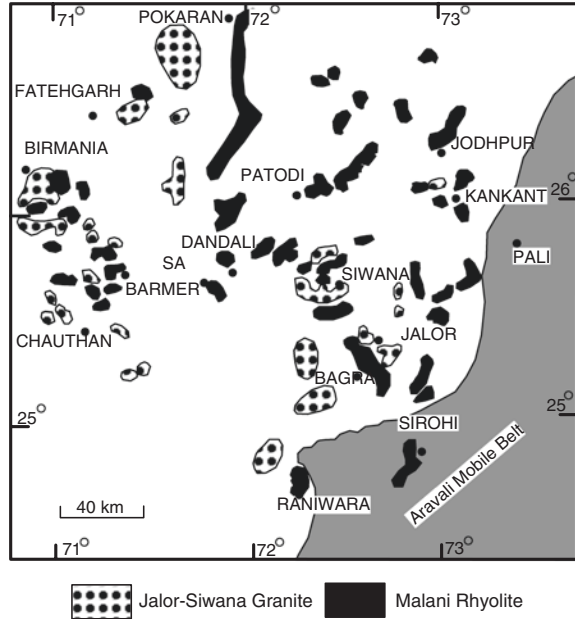 71° 72° 73°
POKARAN
FATEHGARH
JODHPUR
BIRMANIA
PATODI
26°
KANKANT
DANDALI
PALI
SA
SIWANA
BARMER
CHAUTHAN
JALOR
BAGRA
25° 25°
SIROHI
Aravali Mobile Belt
40 km
RANIWARA
71° 72° 73°
Jalor-Siwana Granite Malani Rhyolite